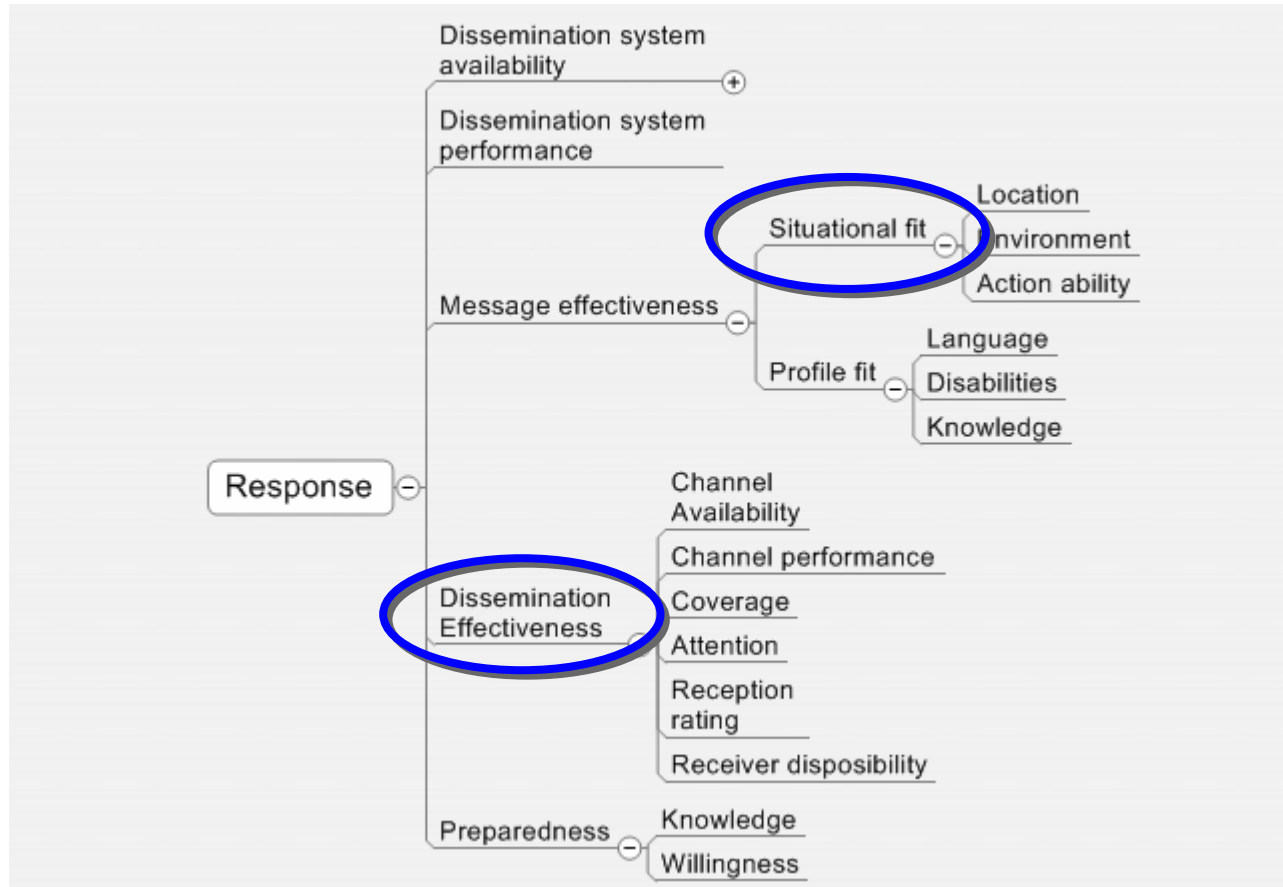 Dissemination system
availability
Dissemination system
performance
Location
Situational fit
Environment
Action ability
Message effectiveness
Language
Profile fit
Disabilities
Knowledge
Response
Channel
Availability
Channel performance
Dissemination
Effectiveness
Coverage
Attention
Reception
rating
Receiver disposibility
Preparedness
Knowledge
Willingness